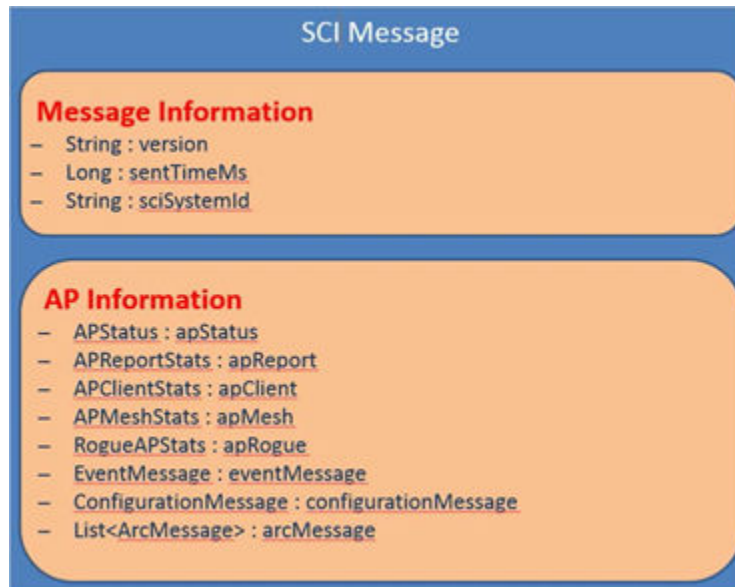 SCI Message
Message Information
– String : version
– Long : sentTimeMs
– String : sciSystemId
AP Information
– APStatus : apStatus
– APReportStats : apReport
– APClientStats : apClient
– APMeshStats : apMesh
– RogueAPStats : apRogue
– EventMessage : eventMessage
– ConfigurationMessage : configurationMessage
– List<ArcMessage> : arcMessage